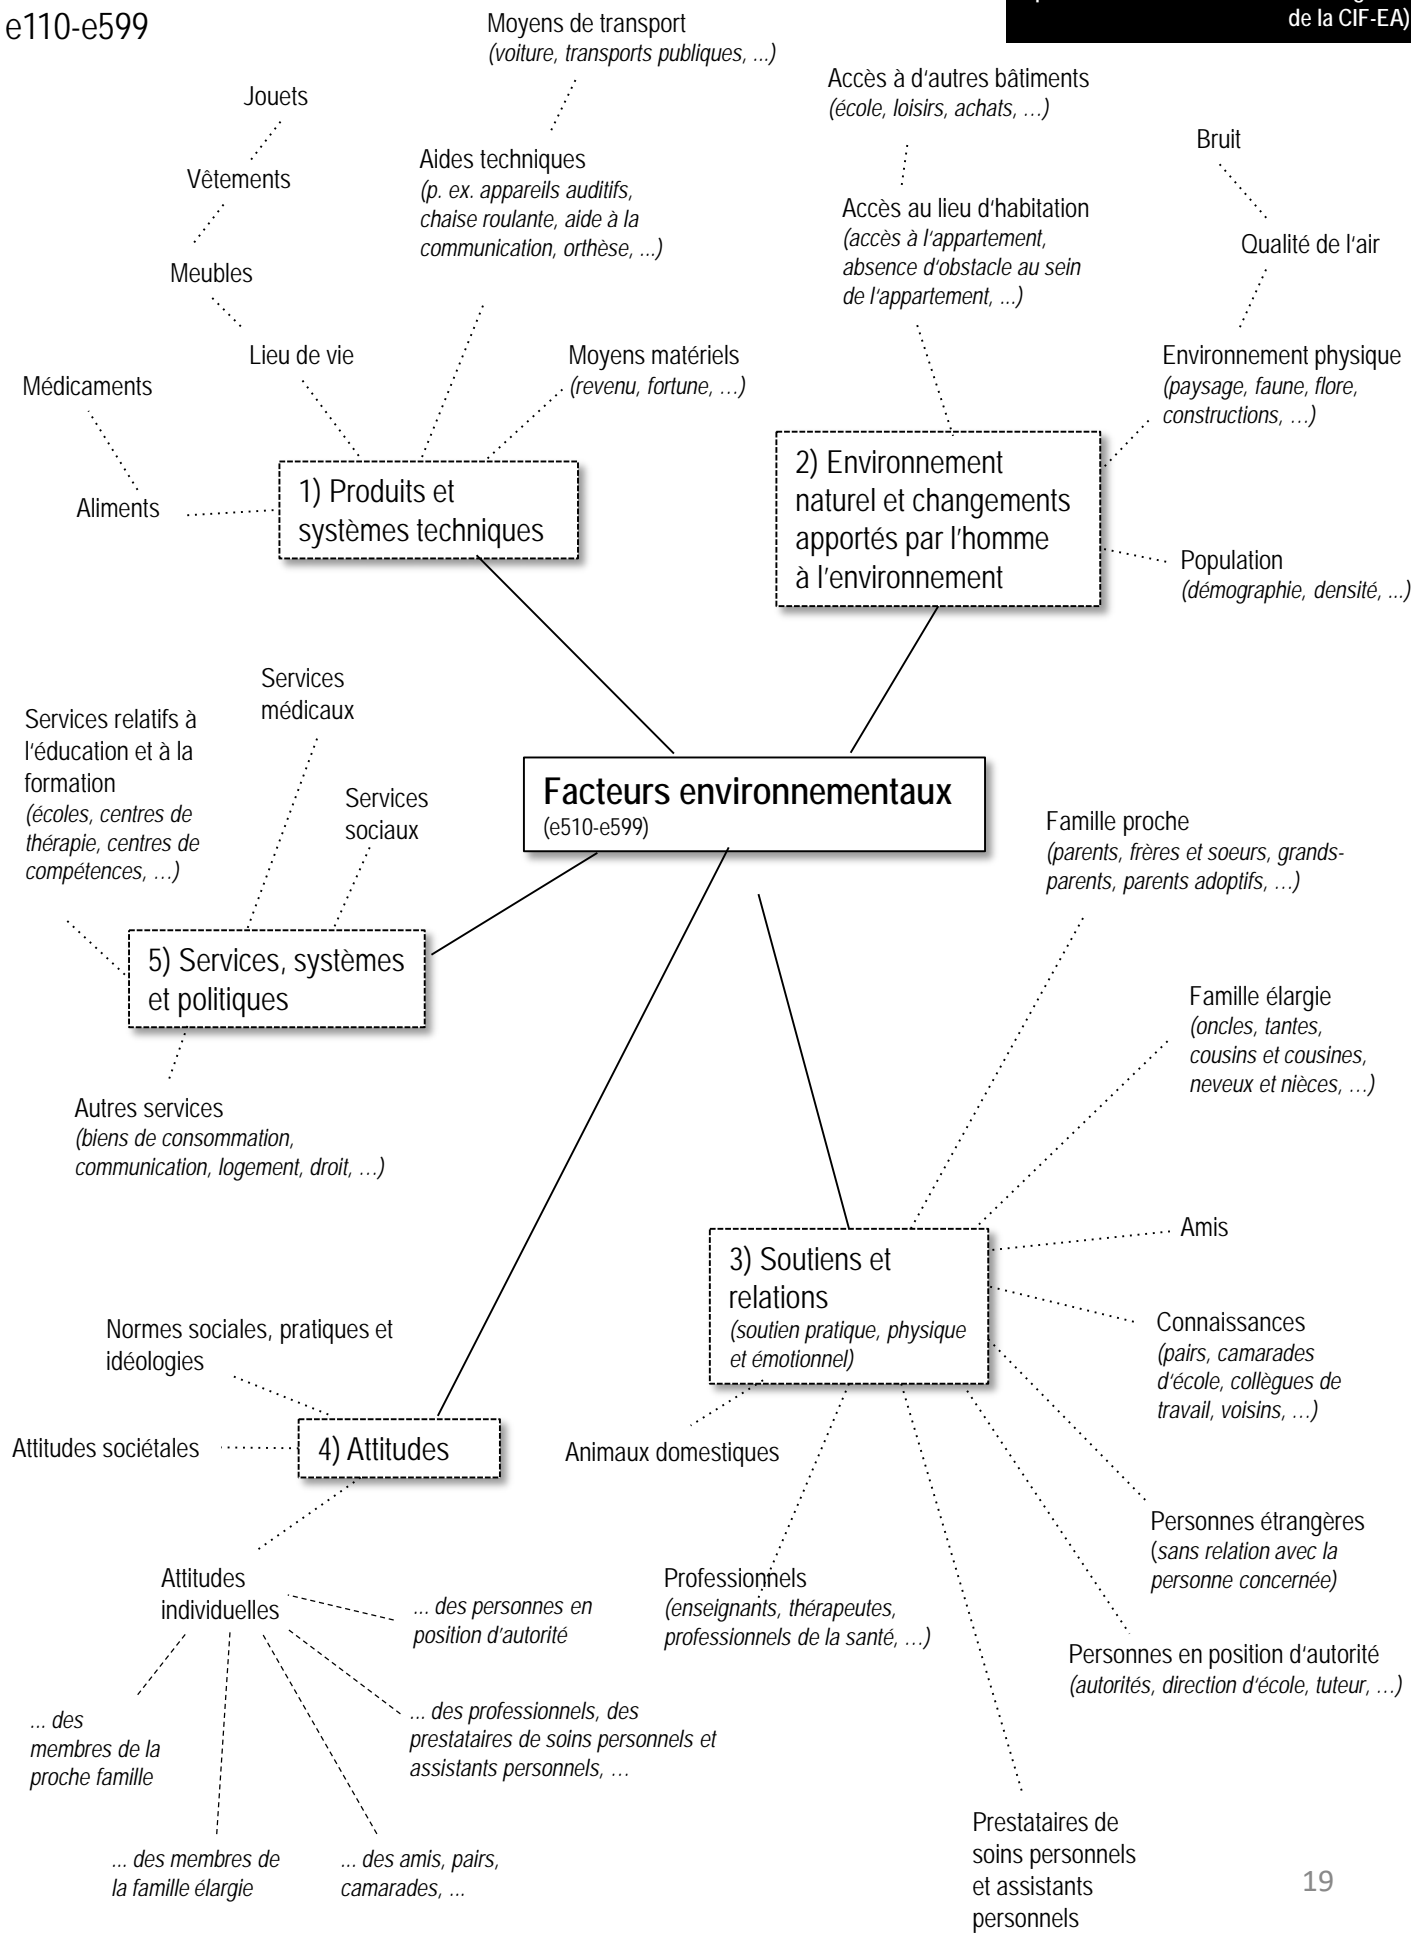 e110-e599
de la CIF-EA)
Moyens de transport
(voiture, transports publiques, ...)
Jouets
Vêtements
Meubles
Lieu de vie
Aides techniques
(p. ex. appareils auditifs,
chaise roulante, aide à la
communication, orthèse, ...)
Moyens matériels
(revenu, fortune, …)
Médicaments
Aliments
1) Produits et
systèmes techniques
Accès à d'autres bâtiments
(école, loisirs, achats, …)
Accès au lieu d'habitation
(accès à l'appartement,
absence d'obstacle au sein
de l'appartement, ...)
Bruit
Qualité de l'air
Environnement physique
(paysage, faune, flore,
constructions, …)
2) Environnement
naturel et changements
apportés par l'homme
à l'environnement
Population
(démographie, densité, ...)
Services
médicaux
Services relatifs à
l'éducation et à la
formation
(écoles, centres de
thérapie, centres de
compétences, …)
Services
sociaux
Facteurs environnementaux
(e510-e599)
5) Services, systèmes
et politiques
Autres services
(biens de consommation,
communication, logement, droit, …)
Famille proche
(parents, frères et soeurs, grands-
parents, parents adoptifs, …)
Famille élargie
(oncles, tantes,
cousins et cousines,
neveux et nièces, …)
Amis
3) Soutiens et
relations
(soutien pratique, physique
et émotionnel)
Connaissances
(pairs, camarades
d'école, collègues de
travail, voisins, …)
Normes sociales, pratiques et
idéologies
Attitudes sociétales
4) Attitudes
Animaux domestiques
Personnes étrangères
(sans relation avec la
personne concernée)
Attitudes
individuelles
... des personnes en
position d'autorité
Professionnels
(enseignants, thérapeutes,
professionnels de la santé, …)
Personnes en position d'autorité
(autorités, direction d'école, tuteur, …)
... des
membres de la
proche famille
... des professionnels, des
prestataires de soins personnels et
assistants personnels, …
... des membres de
la famille élargie
... des amis, pairs,
camarades, ...
Prestataires de
soins personnels
et assistants
personnels
19